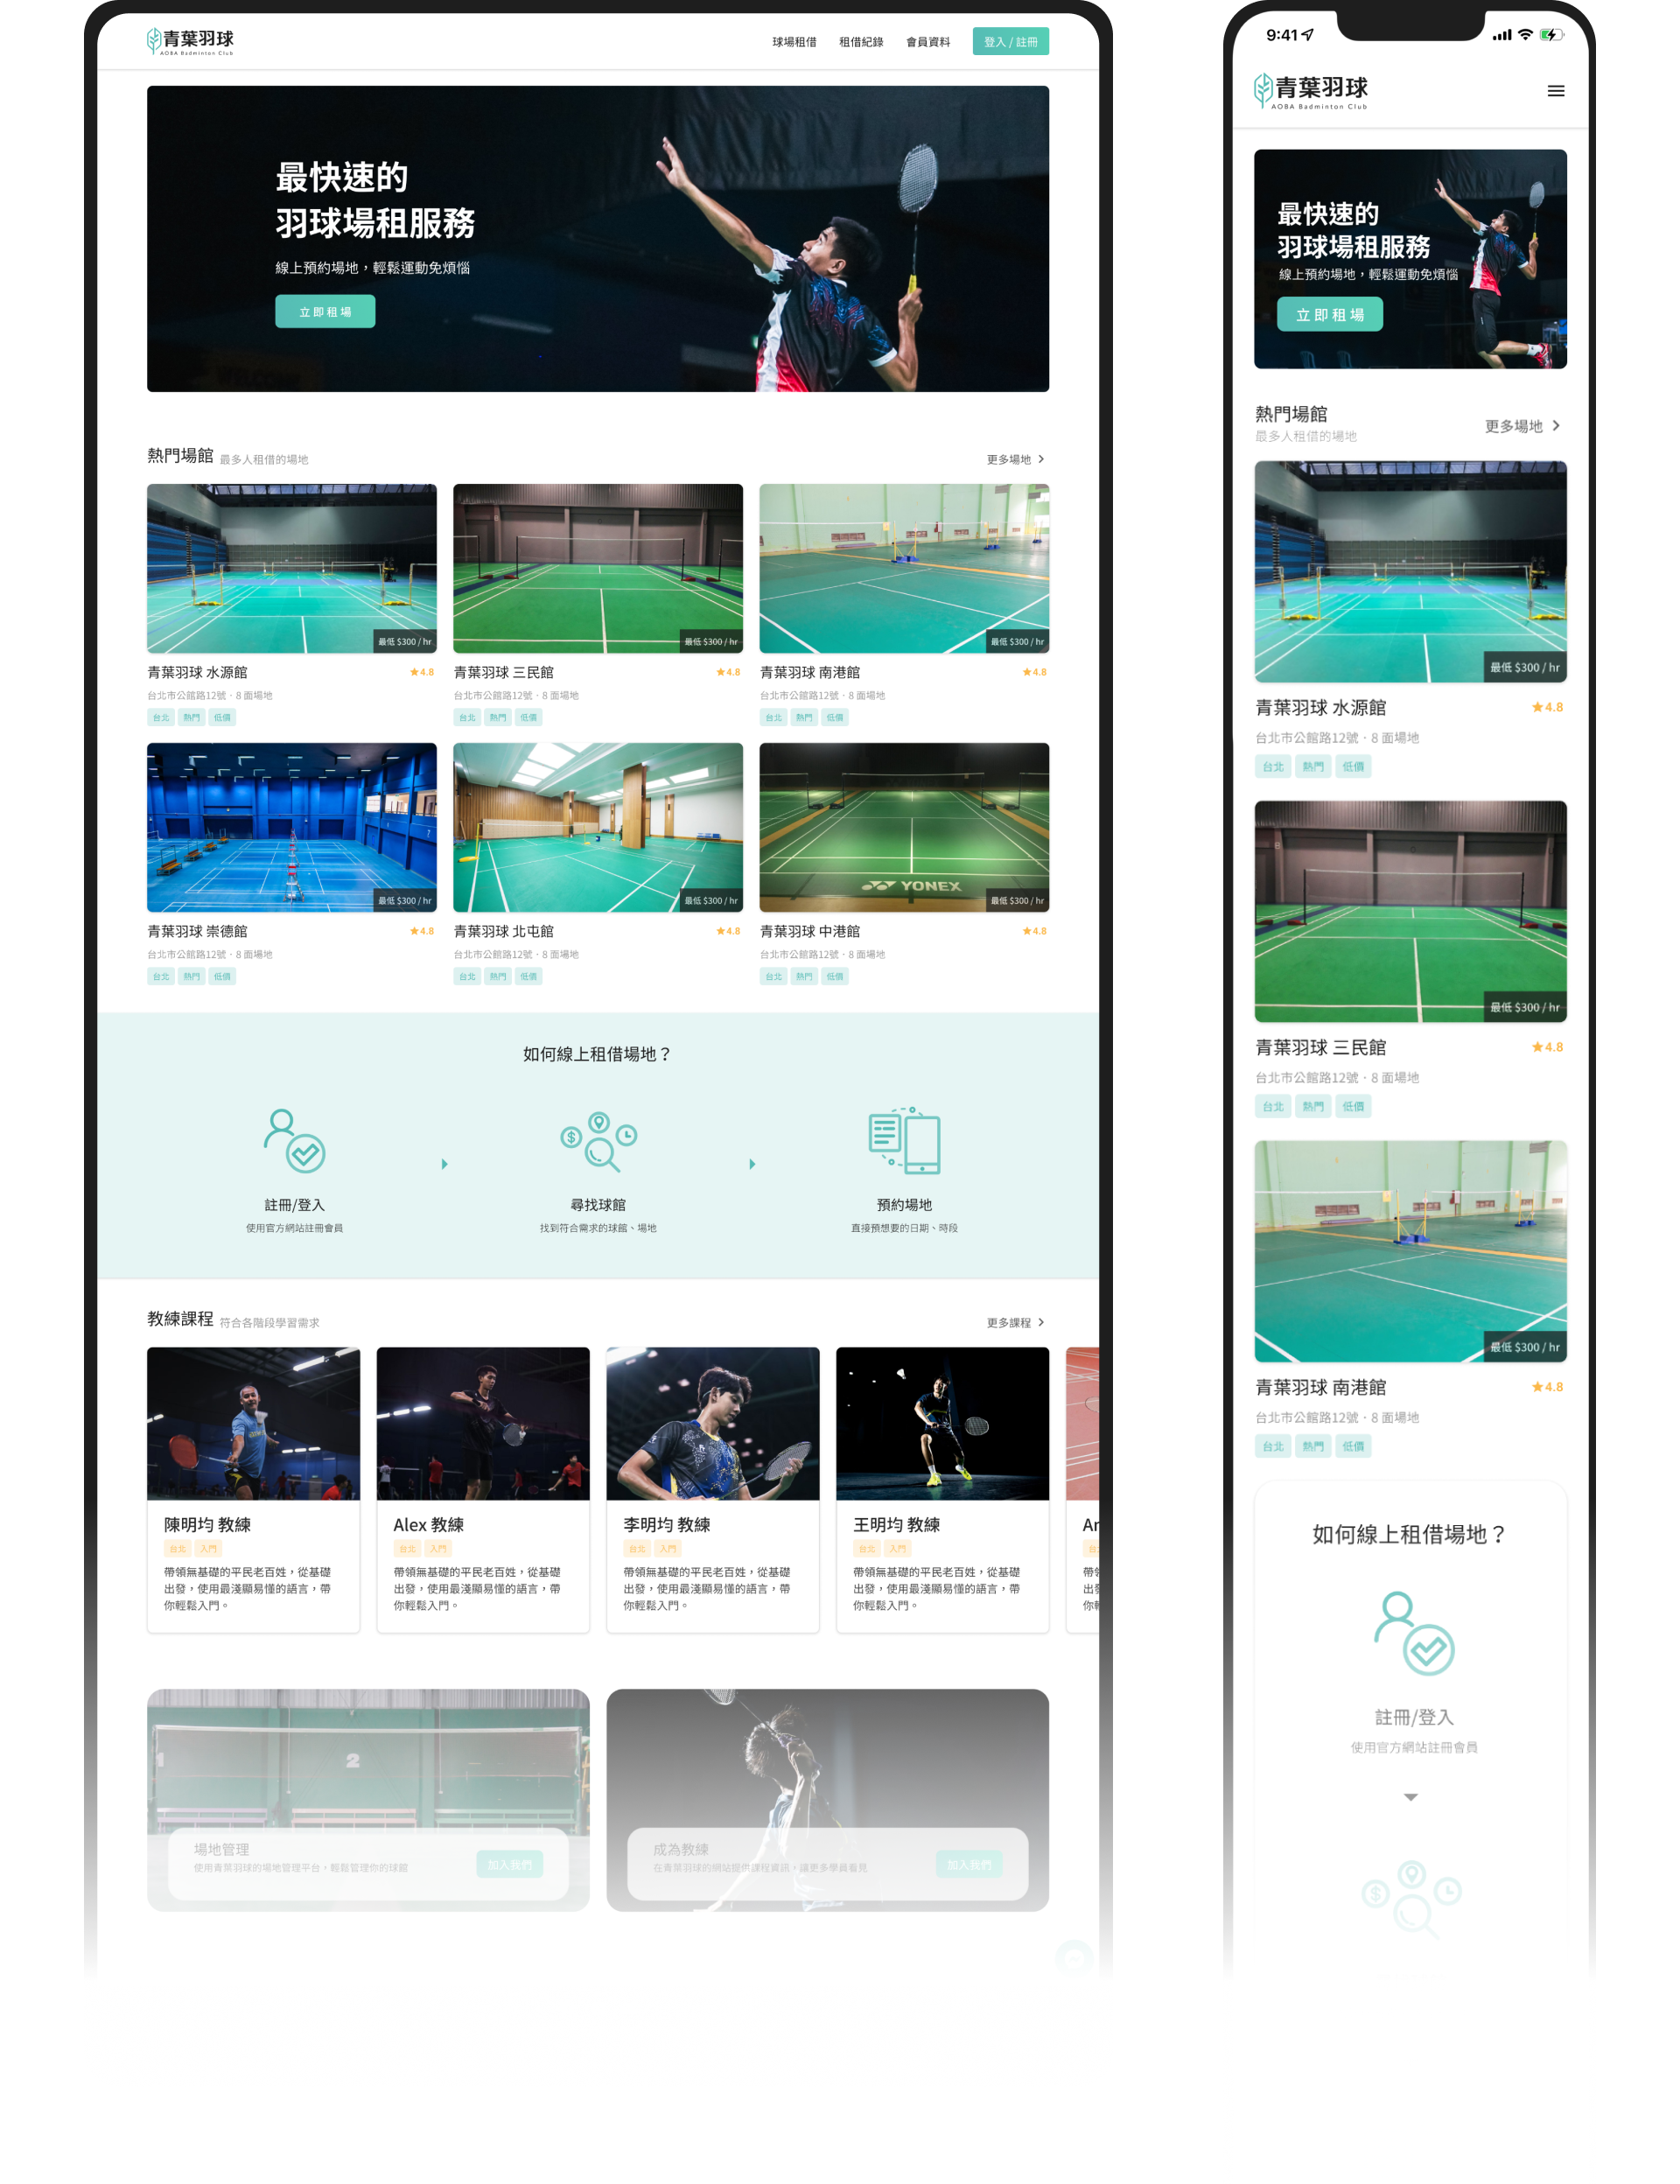 青葉羽球
AOBA Badminton Club
球場租借
租借紀錄
會員資料
登入 / 註冊
最快速的
羽球場租服務
線上預約場地，輕鬆運動免煩惱
立即租場
熱門場館 最多人租借的場地
更多場地
最低 $300 / hr
最低 $300 / hr
最低 $300 / hr
青葉羽球 水源館
4.8
青葉羽球 三民館
4.8
青葉羽球 南港館
4.8
台北市公館路12號 · 8 面場地
台北市公館路12號 · 8 面場地
台北市公館路12號 · 8 面場地
台北 熱門 低價
台北 熱門 低價
台北 熱門 低價
YONEX
最低 $300 / hr
最低 $300 / hr
最低 $300 / hr
青葉羽球 崇德館
4.8
青葉羽球 北屯館
4.8
青葉羽球 中港館
4.8
台北市公館路12號 · 8 面場地
台北市公館路12號 · 8 面場地
台北市公館路12號 · 8 面場地
台北 熱門 低價
台北 熱門 低價
台北 熱門 低價
如何線上租借場地？
註冊/登入
使用官方網站註冊會員
尋找球館
找到符合需求的球館、場地
預約場地
直接預想要的日期、時段
教練課程 符合各階段學習需求
更多課程
陳明均 教練
台北 入門
帶領無基礎的平民老百姓，從基礎
出發，使用最淺顯易懂的語言，帶
你輕鬆入門。
Alex 教練
台北 入門
帶領無基礎的平民老百姓，從基礎
出發，使用最淺顯易懂的語言，帶
你輕鬆入門。
李明均 教練
台北 入門
帶領無基礎的平民老百姓，從基礎
出發，使用最淺顯易懂的語言，帶
你輕鬆入門。
王明均 教練
台北 入門
帶領無基礎的平民老百姓，從基礎
出發，使用最淺顯易懂的語言，帶
你輕鬆入門。
2
場地管理
使用青葉羽球的場地管理平台，輕鬆管理你的球館
加入我們
成為教練
在青葉羽球的網站提供課程資訊，讓更多學員看見
加入我們
9:41
青葉羽球
AOBA Badminton Club
最快速的
羽球場租服務
線上預約場地，輕鬆運動免煩惱
立即租場
熱門場館
最多人租借的場地
更多場地
最低 $300 / hr
青葉羽球 水源館
4.8
台北市公館路12號 · 8 面場地
台北 熱門 低價
最低 $300 / hr
青葉羽球 三民館
4.8
台北市公館路12號 · 8 面場地
台北 熱門 低價
最低 $300 / hr
青葉羽球 南港館
4.8
台北市公館路12號 · 8 面場地
台北 熱門 低價
如何線上租借場地？
註冊/登入
使用官方網站註冊會員